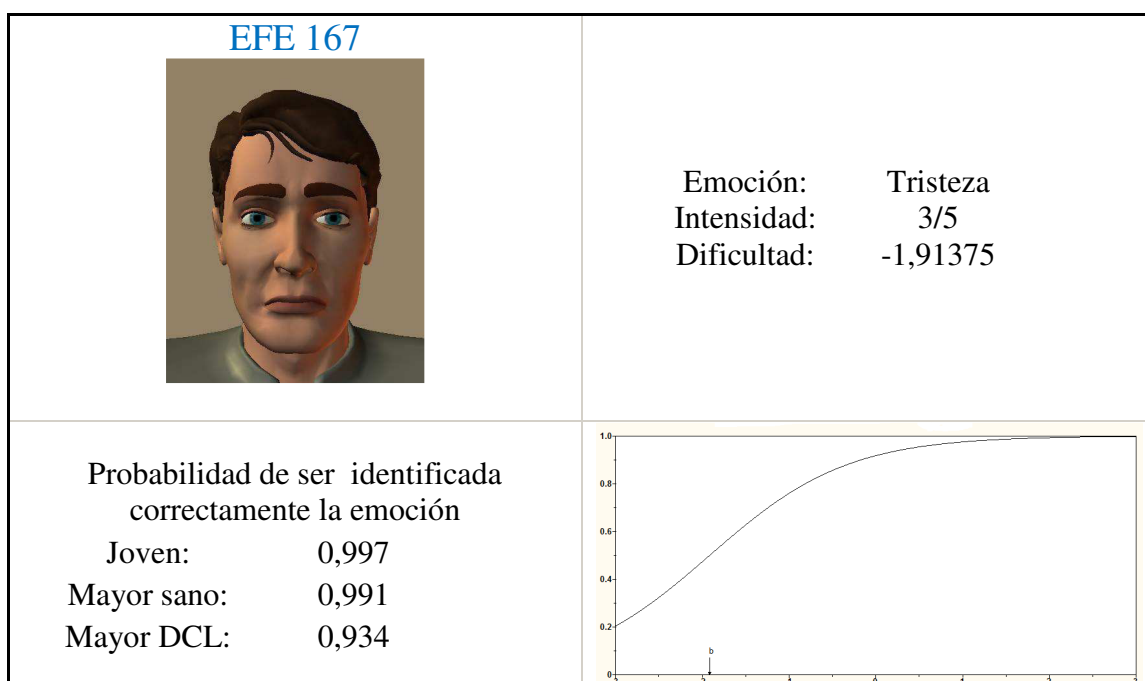 EFE 167
Emoción: Tristeza
Intensidad: 3/5
Dificultad: -1,91375
Probabilidad de ser identificada
correctamente la emoción
Joven: 0,997
Mayor sano: 0,991
Mayor DCL: 0,934
1.0
0.8
0.6
0.4
0.2
0
b